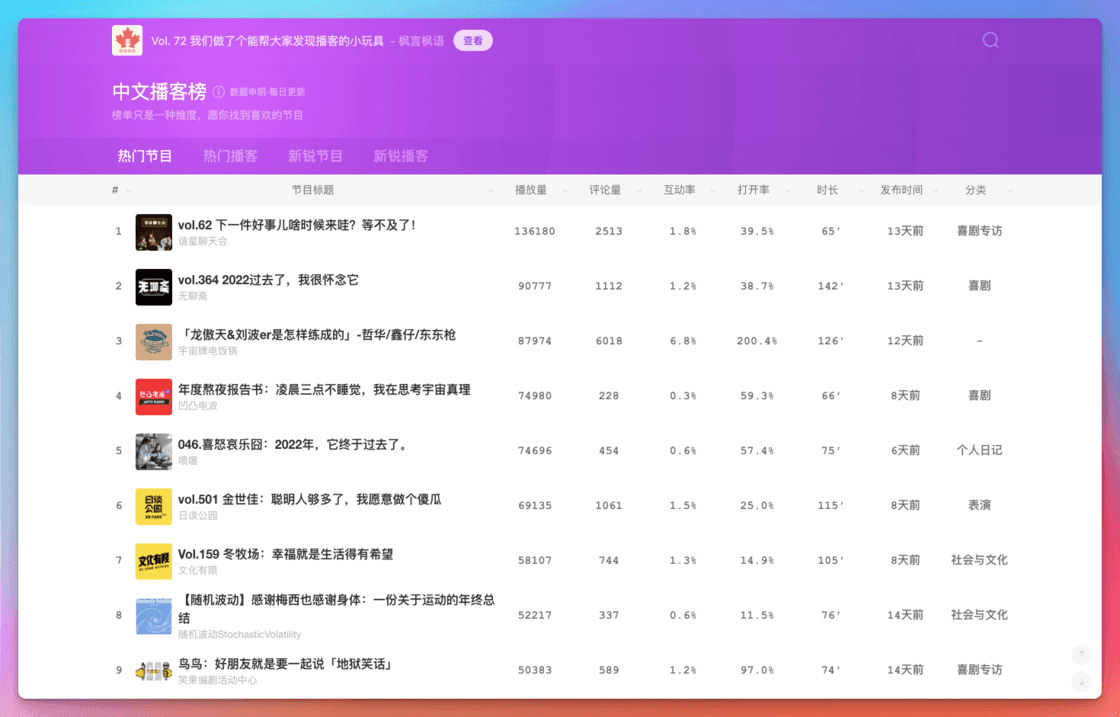 Vol. 72 我们做了个能帮大家发现播客的小玩具 - 枫言枫语 查看
中文播客榜 数据申明·每日更新
榜单只是一种维度，愿你找到喜欢的节目
热门节目 热门播客 新锐节目 新锐播客
# 节目标题 播放量 评论量 互动率 打开率 时长 发布时间 分类
1 vol.62 下一件好事儿啥时候来哇？等不及了！ 136180 2513 1.8% 39.5% 65′ 13天前 喜剧专访
谐星聊天会
2 vol.364 2022过去了，我很怀念它 90777 1112 1.2% 38.7% 142′ 13天前 喜剧
无聊斋
3 「龙傲天&刘波er是怎样练成的」-哲华/鑫仔/东东枪 87974 6018 6.8% 200.4% 126′ 12天前 -
宇宙牌电饭锅
4 年度熬夜报告书：凌晨三点不睡觉，我在思考宇宙真理 74980 228 0.3% 59.3% 66′ 8天前 喜剧
凹凸电波
5 046.喜怒哀乐囧：2022年，它终于过去了。 74696 454 0.6% 57.4% 75′ 6天前 个人日记
6 vol.501 金世佳：聪明人够多了，我愿意做个傻瓜 69135 1061 1.5% 25.0% 115′ 8天前 表演
日谈公园
7 Vol.159 冬牧场：幸福就是生活得有希望 58107 744 1.3% 14.9% 105′ 8天前 社会与文化
文化有限
8 【随机波动】感谢梅西也感谢身体：一份关于运动的年终总
结 52217 337 0.6% 11.5% 76′ 14天前 社会与文化
随机波动StochasticVolatility
9 鸟鸟：好朋友就是要一起说「地狱笑话」 50383 589 1.2% 97.0% 74′ 14天前 喜剧专访
笑果编剧活动中心